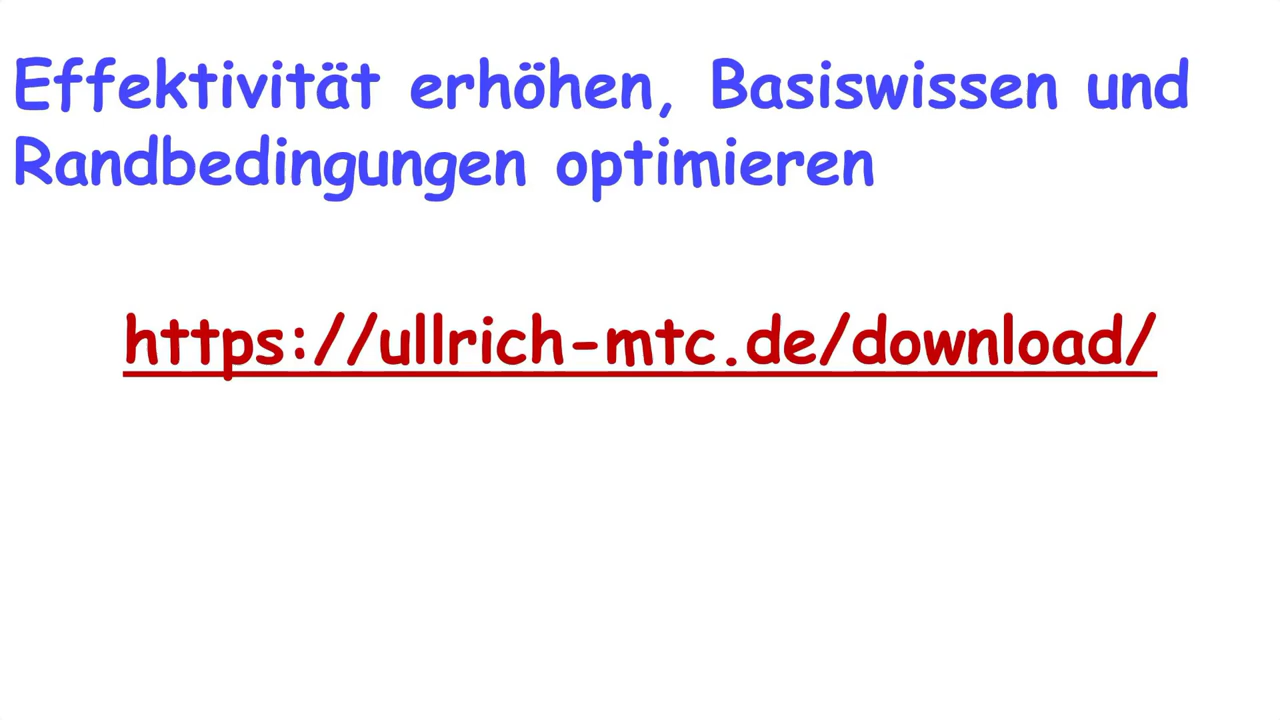 Effektivität erhöhen, Basiswissen und
Randbedingungen optimieren
https://ullrich-mtc.de/download/